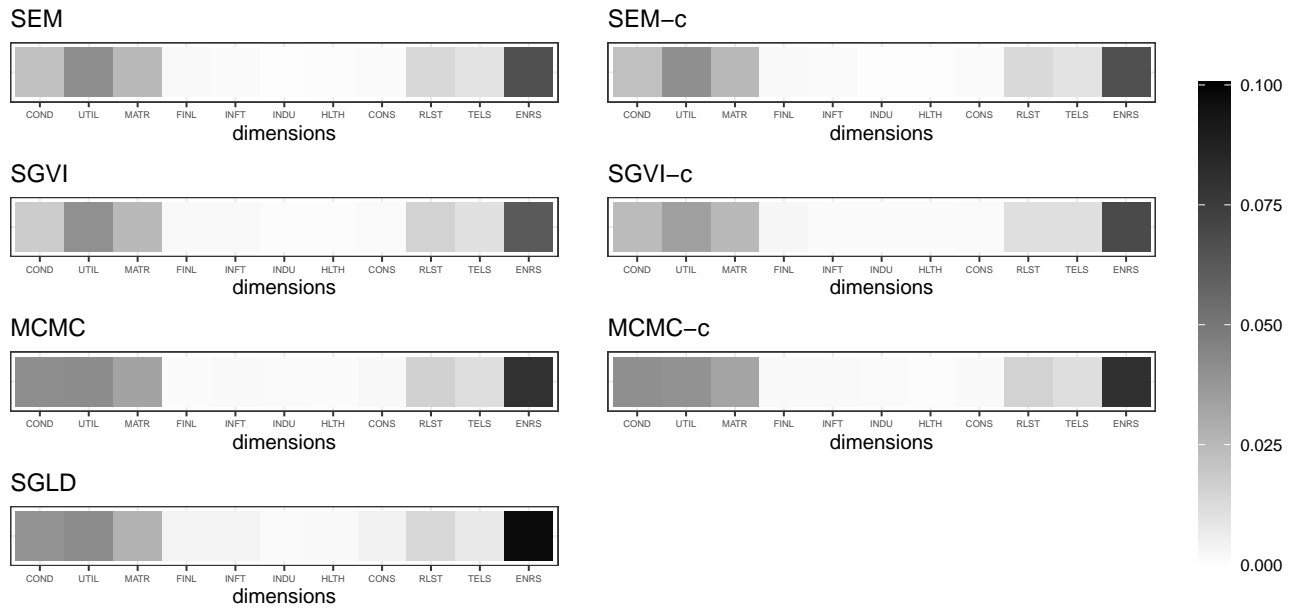 SEM
COND UTIL MATR FINL INFT INDU HLTH CONS RLST TELS ENRS
dimensions
SEM−c
COND UTIL MATR FINL INFT INDU HLTH CONS RLST TELS ENRS
dimensions
SGVI
COND UTIL MATR FINL INFT INDU HLTH CONS RLST TELS ENRS
dimensions
SGVI−c
COND UTIL MATR FINL INFT INDU HLTH CONS RLST TELS ENRS
dimensions
MCMC
COND UTIL MATR FINL INFT INDU HLTH CONS RLST TELS ENRS
dimensions
MCMC−c
COND UTIL MATR FINL INFT INDU HLTH CONS RLST TELS ENRS
dimensions
SGLD
COND UTIL MATR FINL INFT INDU HLTH CONS RLST TELS ENRS
dimensions
0.100
0.075
0.050
0.025
0.000